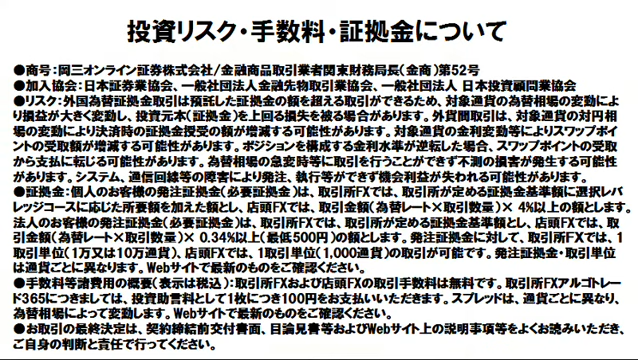 投資リスク・手数料・証拠金について
●商号:岡三オンライン証券株式会社/金融商品取引業者関東財務局長(金商)第52号
●加入協会:日本証券業協会、一般社団法人金融先物取引業協会、一般社団法人 日本投資顧問業協会
●リスク:外国為替証拠金取引は預託した証拠金の額を超える取引ができるため、対象通貨の為替相場の変動によ
り損益が大きく変動し、投資元本(証拠金)を上回る損失を被る場合があります。外貨間取引は、対象通貨の対円相
場の変動により決済時の証拠金授受の額が増減する可能性があります。対象通貨の金利変動等によりスワップポイ
ントの受取額が増減する可能性があります。ポジションを構成する金利水準が逆転した場合、スワップポイントの受取
から支払に転じる可能性があります。為替相場の急変時等に取引を行うことができず不測の損害が発生する可能性
があります。システム、通信回線等の障害により発注、執行等ができず機会利益が失われる可能性があります。
●証拠金:個人のお客様の発注証拠金(必要証拠金)は、取引所FXでは、取引所が定める証拠金基準額に選択レバ
レッジコースに応じた所要額を加えた額とし、店頭FXでは、取引金額(為替レート×取引数量)× 4%以上の額とします。
法人のお客様の発注証拠金(必要証拠金)は、取引所FXでは、取引所が定める証拠金基準額とし、店頭FXでは、取
引金額(為替レート×取引数量)× 0.34%以上(最低500円)の額とします。発注証拠金に対して、取引所FXでは、1
取引単位(1万又は10万通貨)、店頭FXでは、1取引単位(1,000通貨)の取引が可能です。発注証拠金・取引単位
は通貨ごとに異なります。Webサイトで最新のものをご確認ください。
●手数料等諸費用の概要(表示は税込):取引所FXおよび店頭FXの取引手数料は無料です。取引所FXアルゴトレー
ド365につきましては、投資助言料として1枚につき100円をお支払いいただきます。スプレッドは、通貨ごとに異なり、
為替相場によって変動します。Webサイトで最新のものをご確認ください。
●お取引の最終決定は、契約締結前交付書面、目論見書等およびWebサイト上の説明事項等をよくお読みいただき、
ご自身の判断と責任で行ってください。